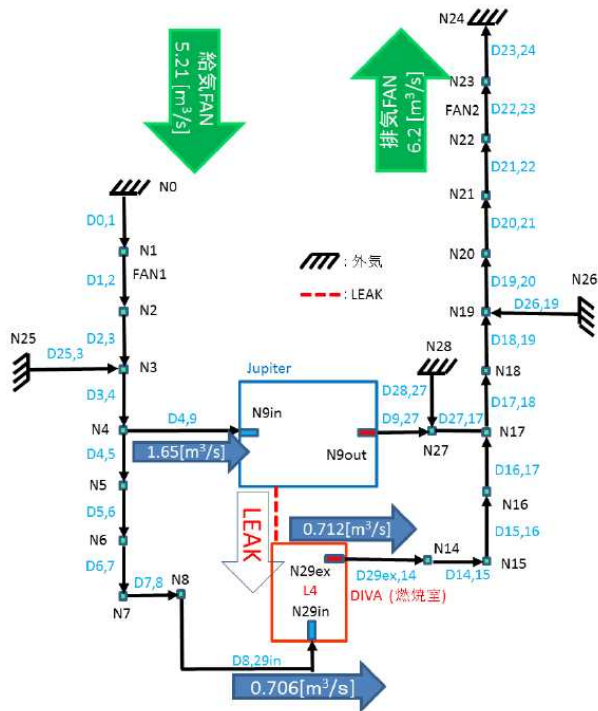 N24
D23,24
N23
FAN2
D22,23
N22
D21,22
N21
D20,21
N20
D19,20
N26
D26,19
N19
D18,19
N18
D17,18
給気FAN
5.21 [m³/s]
排気FAN
6.2 [m³/s]
N0
D0,1
N1
D1,2
FAN1
N2
D2,3
N25
D25,3
N3
D3,4
: 外気
: LEAK
N28
Jupiter
D28,27
N4
D4,9
N9in
D9,27
D27,17
N17
N27
1.65[m³/s]
N9out
D4,5
N5
D5,6
N6
D6,7
D7,8
N8
N7
D16,17
N16
D15,16
LEAK
0.712[m³/s]
N14
N15
N29ex
D29ex,14
D14,15
L4
DIVA (燃焼室)
N29in
D8,29in
0.706[m³/s]